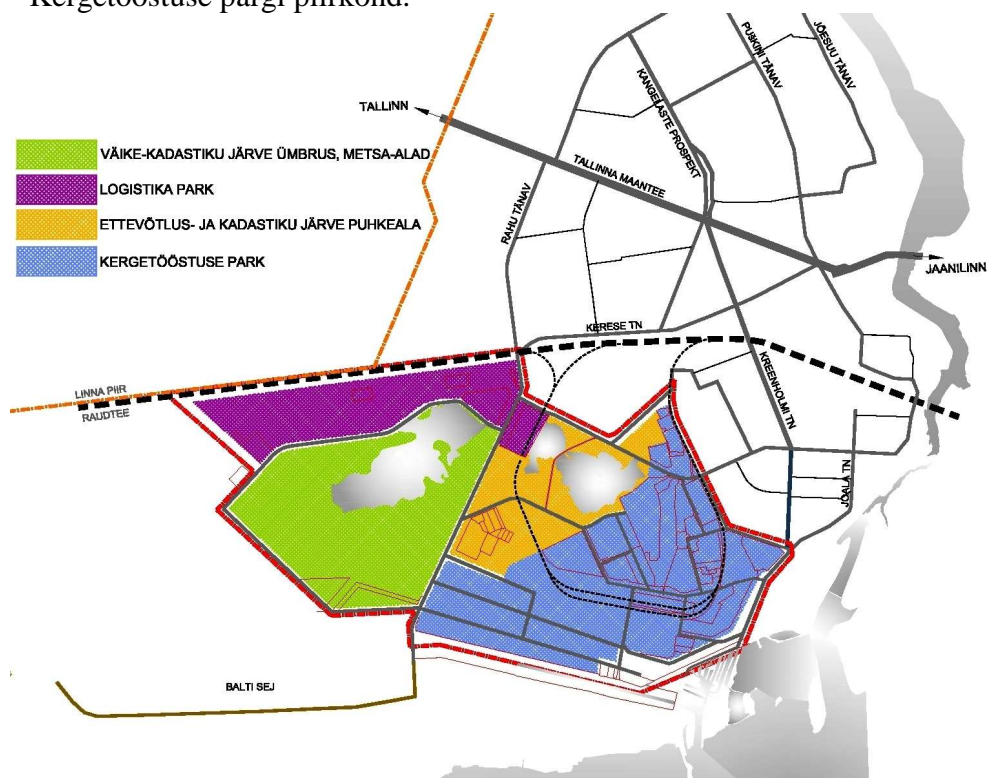 Kergetööstuse pargi piirkond.
PUSKINI TÄNAV
JÕESUU TÄNAV
KANGELASTE PROSPEKT
TALLINN
VÄIKE-KADASTIKU JÄRVE ÜMBRUS, METSA-ALAD
TALLINNA MAANTEE
LOGISTIKA PARK
RAHU TÄNAV
ETTEVÕTLUS- JA KADASTIKU JÄRVE PUHKEALA
KERGETÖÖSTUSE PARK
JAANILINN
KERESE TN
KREENHOLMI TN
LINNA PIIR
RAUDTEE
JOALA TN
BALTI SEJ